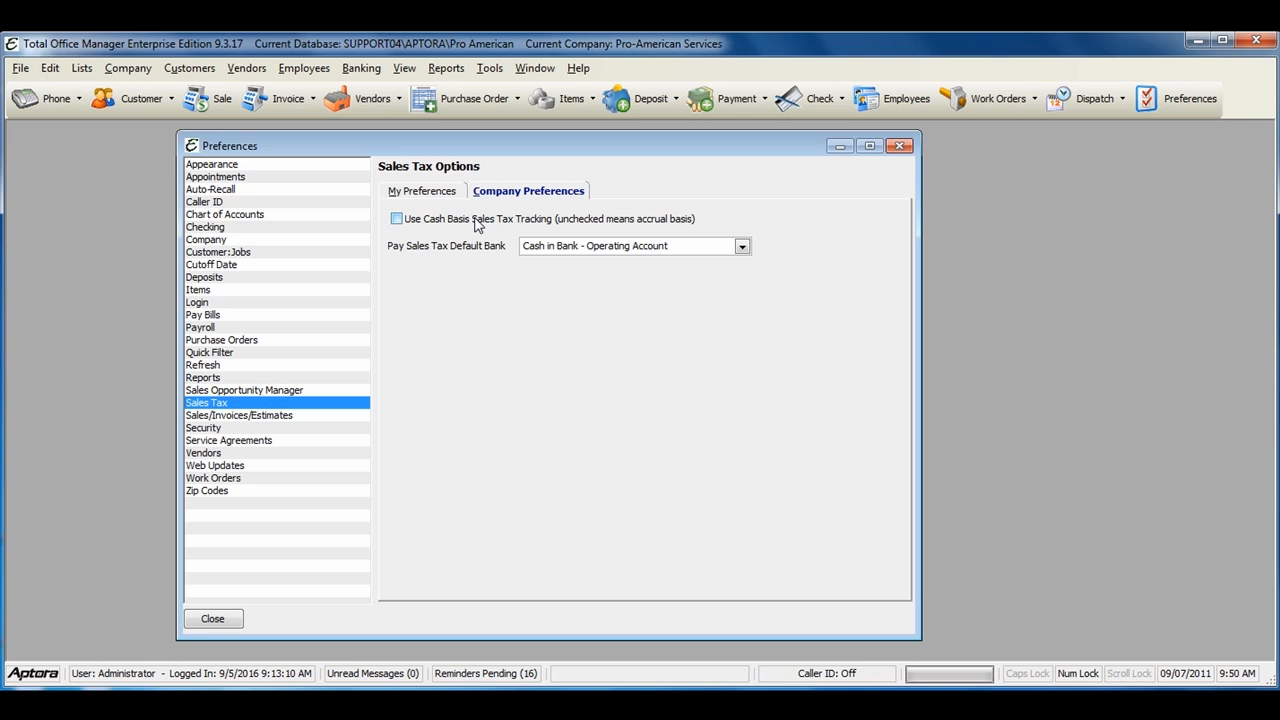 Total Office Manager Enterprise Edition 9.3.17 Current Database: SUPPORT04\APTORA\Pro American Current Company: Pro-American Services
File Edit Lists Company Customers Vendors Employees Banking View Reports Tools Window Help
Phone Customer Sale Invoice Vendors Purchase Order Items Deposit Payment Check Employees Work Orders Dispatch Preferences
Preferences
Appearance
Appointments
Auto-Recall
Caller ID
Chart of Accounts
Checking
Company
Customer:Jobs
Cutoff Date
Deposits
Items
Login
Pay Bills
Payroll
Purchase Orders
Quick Filter
Refresh
Reports
Sales Opportunity Manager
Sales Tax
Sales/Invoices/Estimates
Security
Service Agreements
Vendors
Web Updates
Work Orders
Zip Codes
Sales Tax Options
My Preferences Company Preferences
Use Cash Basis Sales Tax Tracking (unchecked means accrual basis)
Pay Sales Tax Default Bank Cash in Bank - Operating Account
Close
Aptora User: Administrator - Logged In: 9/5/2016 9:13:10 AM Unread Messages (0) Reminders Pending (16) Caller ID: Off Caps Lock Num Lock Scroll Lock 09/07/2011 9:50 AM